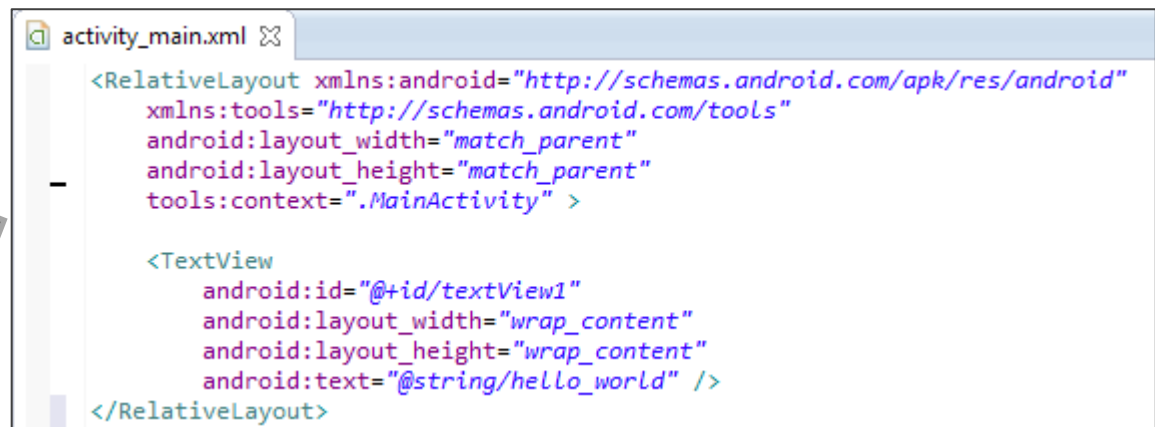 activity_main.xml
<RelativeLayout xmlns:android="http://schemas.android.com/apk/res/android"
    xmlns:tools="http://schemas.android.com/tools"
    android:layout_width="match_parent"
    android:layout_height="match_parent"
    tools:context=".MainActivity" >

    <TextView
        android:id="@+id/textView1"
        android:layout_width="wrap_content"
        android:layout_height="wrap_content"
        android:text="@string/hello_world" />
</RelativeLayout>